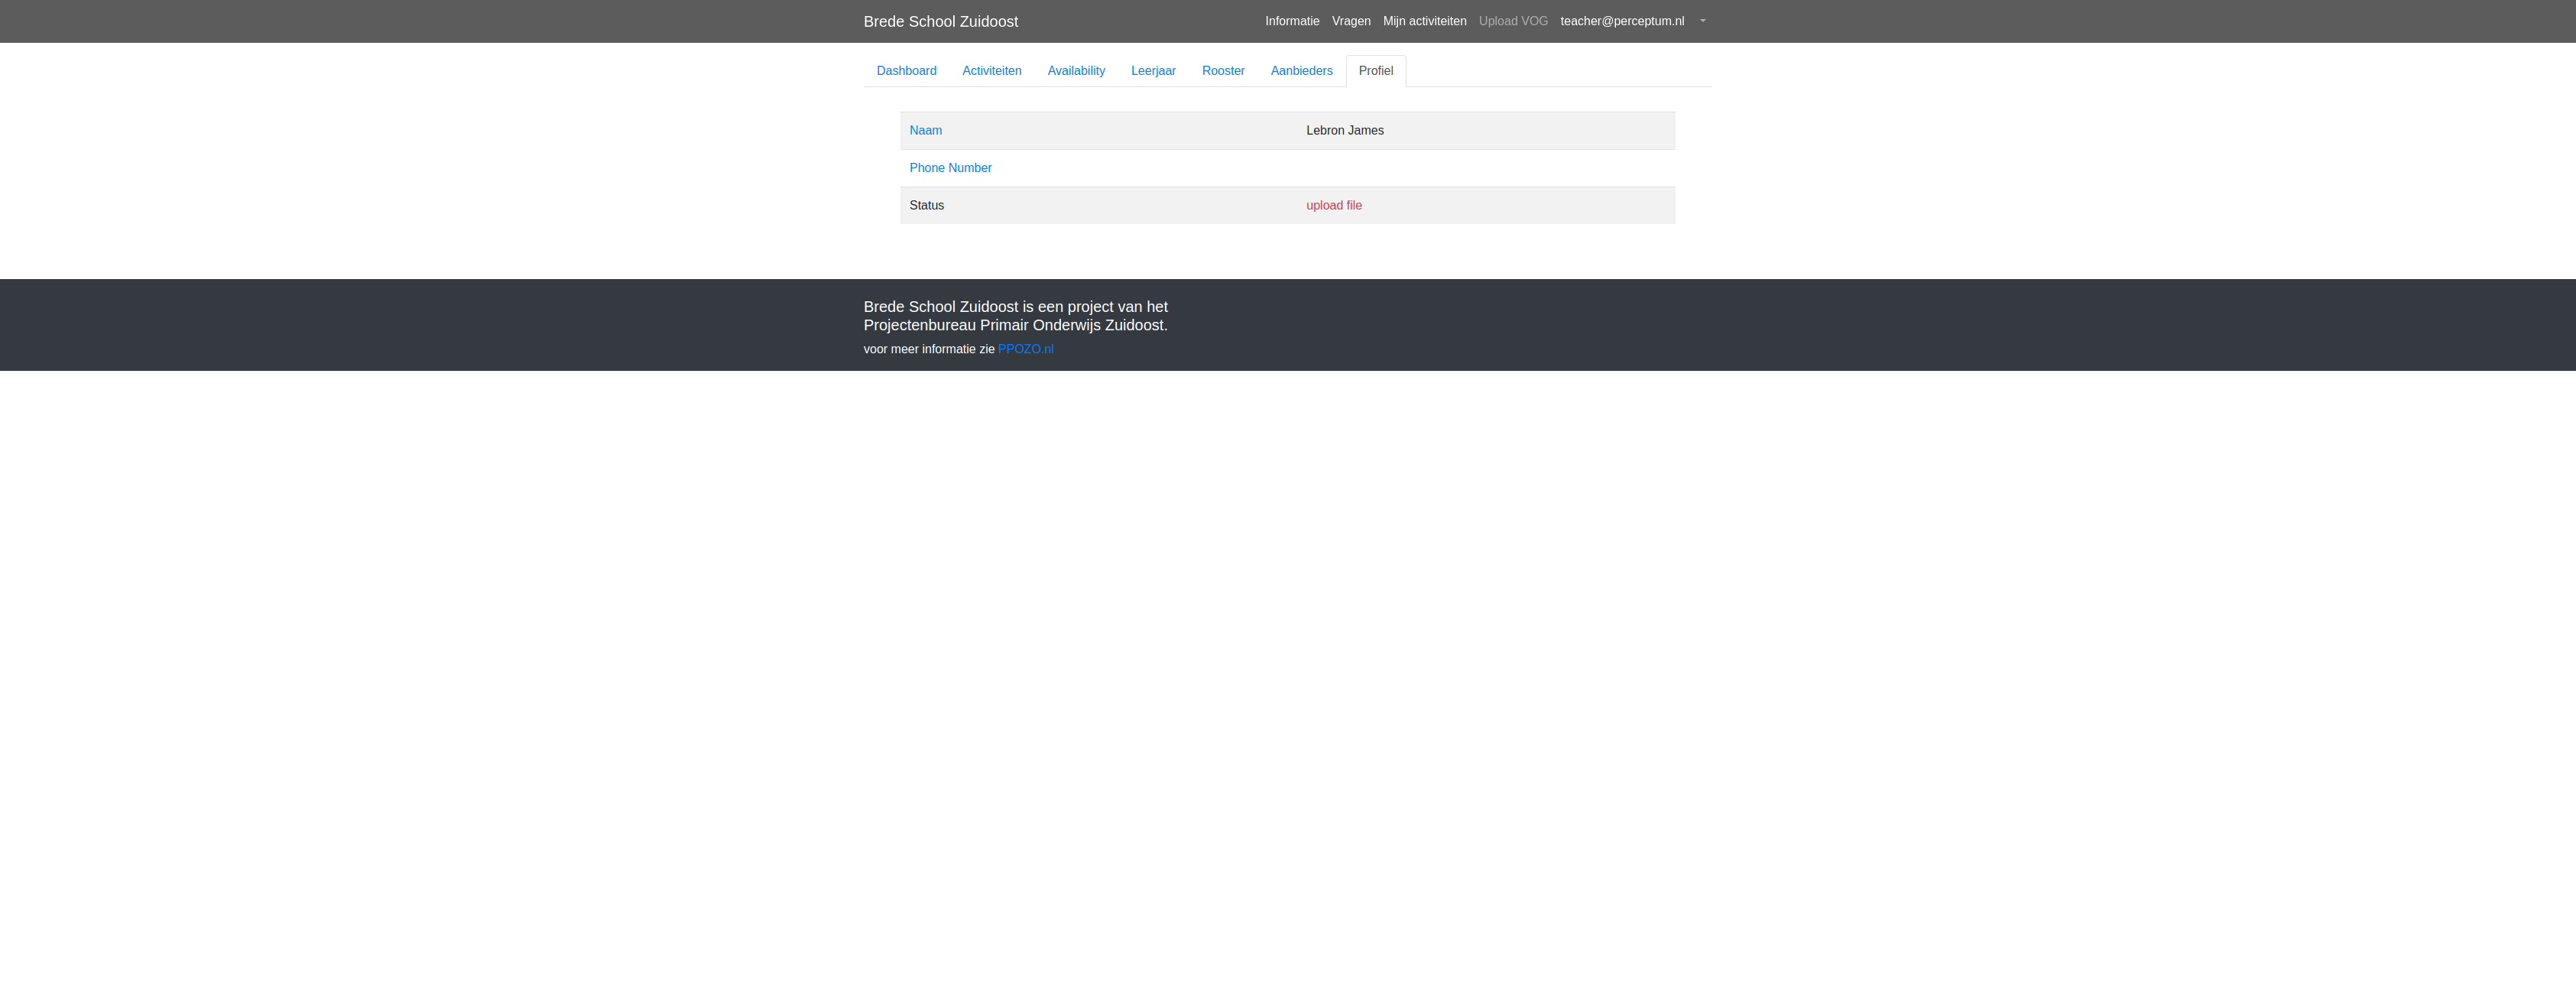 Brede School Zuidoost Informatie Vragen Mijn activiteiten Upload VOG teacher@perceptum.nl
Dashboard Activiteiten Availability Leerjaar Rooster Aanbieders Profiel
Naam Lebron James
Phone Number
Status upload file
Brede School Zuidoost is een project van het
Projectenbureau Primair Onderwijs Zuidoost.
voor meer informatie zie PPOZO.nl